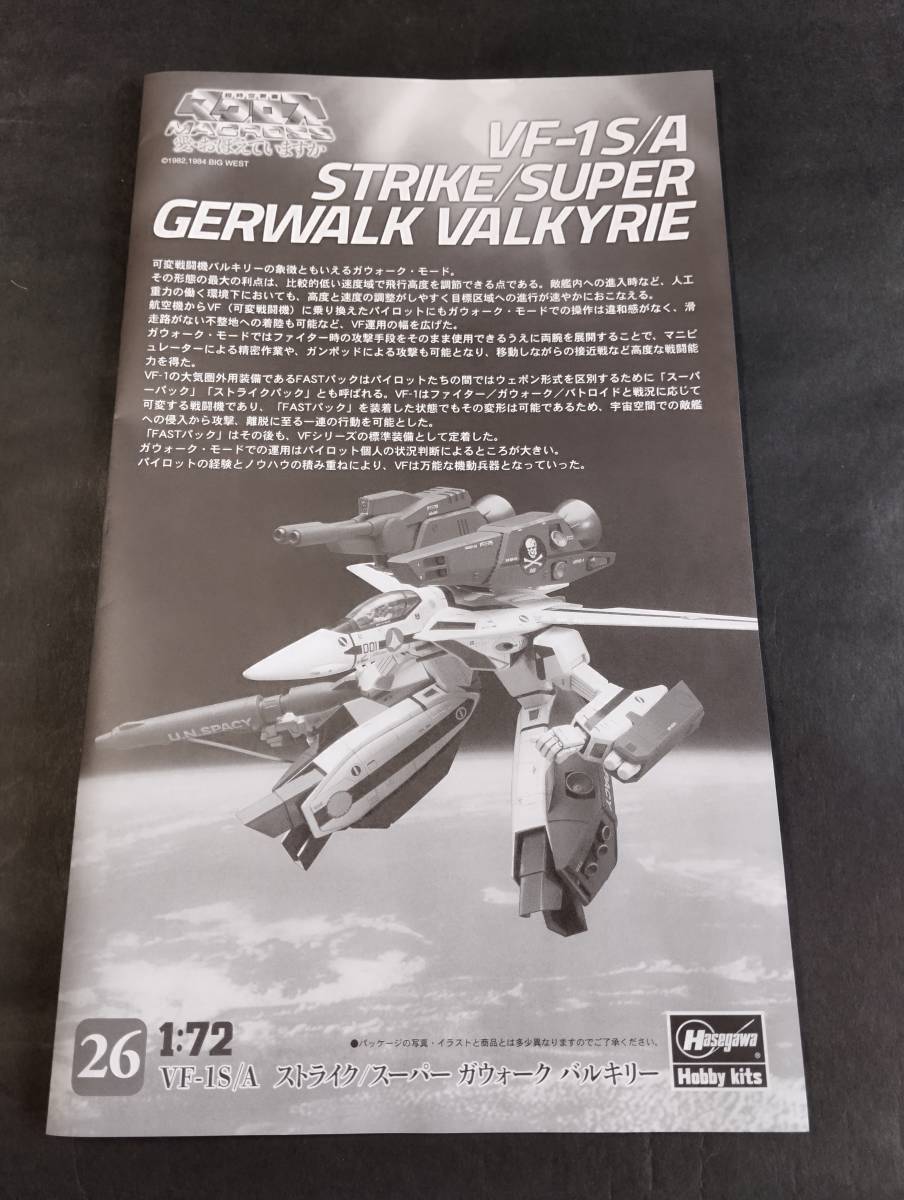 超時空要塞
マクロス
MACROSS
愛・おぼえていますか
©1982,1984 BIG WEST
VF-1S/A
STRIKE/SUPER
GERWALK VALKYRIE
可変戦闘機バルキリーの象徴ともいえるガウォーク・モード。
その形態の最大の利点は、比較的低い速度域で飛行高度を調節できる点である。敵艦内への進入時など、人工
重力の働く環境下においても、高度と速度の調整がしやすく目標区域への進行が速やかにおこなえる。
航空機からVF（可変戦闘機）に乗り換えたパイロットにもガウォーク・モードでの操作は違和感がなく、滑
走路がない不整地への着陸も可能など、VF運用の幅を広げた。
ガウォーク・モードではファイター時の攻撃手段をそのまま使用できるうえに両腕を展開することで、マニピ
ュレーターによる精密作業や、ガンポッドによる攻撃も可能となり、移動しながらの接近戦など高度な戦闘能
力を得た。
VF-1の大気圏外用装備であるFASTパックはパイロットたちの間ではウェポン形式を区別するために「スーパ
ーパック」「ストライクパック」とも呼ばれる。VF-1はファイター／ガウォーク／バトロイドと戦況に応じて
可変する戦闘機であり、「FASTパック」を装着した状態でもその変形は可能であるため、宇宙空間での敵艦
への侵入から攻撃、離脱に至る一連の行動を可能とした。
「FASTパック」はその後も、VFシリーズの標準装備として定着した。
ガウォーク・モードでの運用はパイロット個人の状況判断によるところが大きい。
パイロットの経験とノウハウの積み重ねにより、VFは万能な機動兵器となっていった。
001
U.N.SPACY
26
1:72
VF-1S/A ストライク/スーパー ガウォーク バルキリー
●パッケージの写真・イラストと商品とは多少異なりますのでご了承ください。
Hasegawa
®
Hobby kits